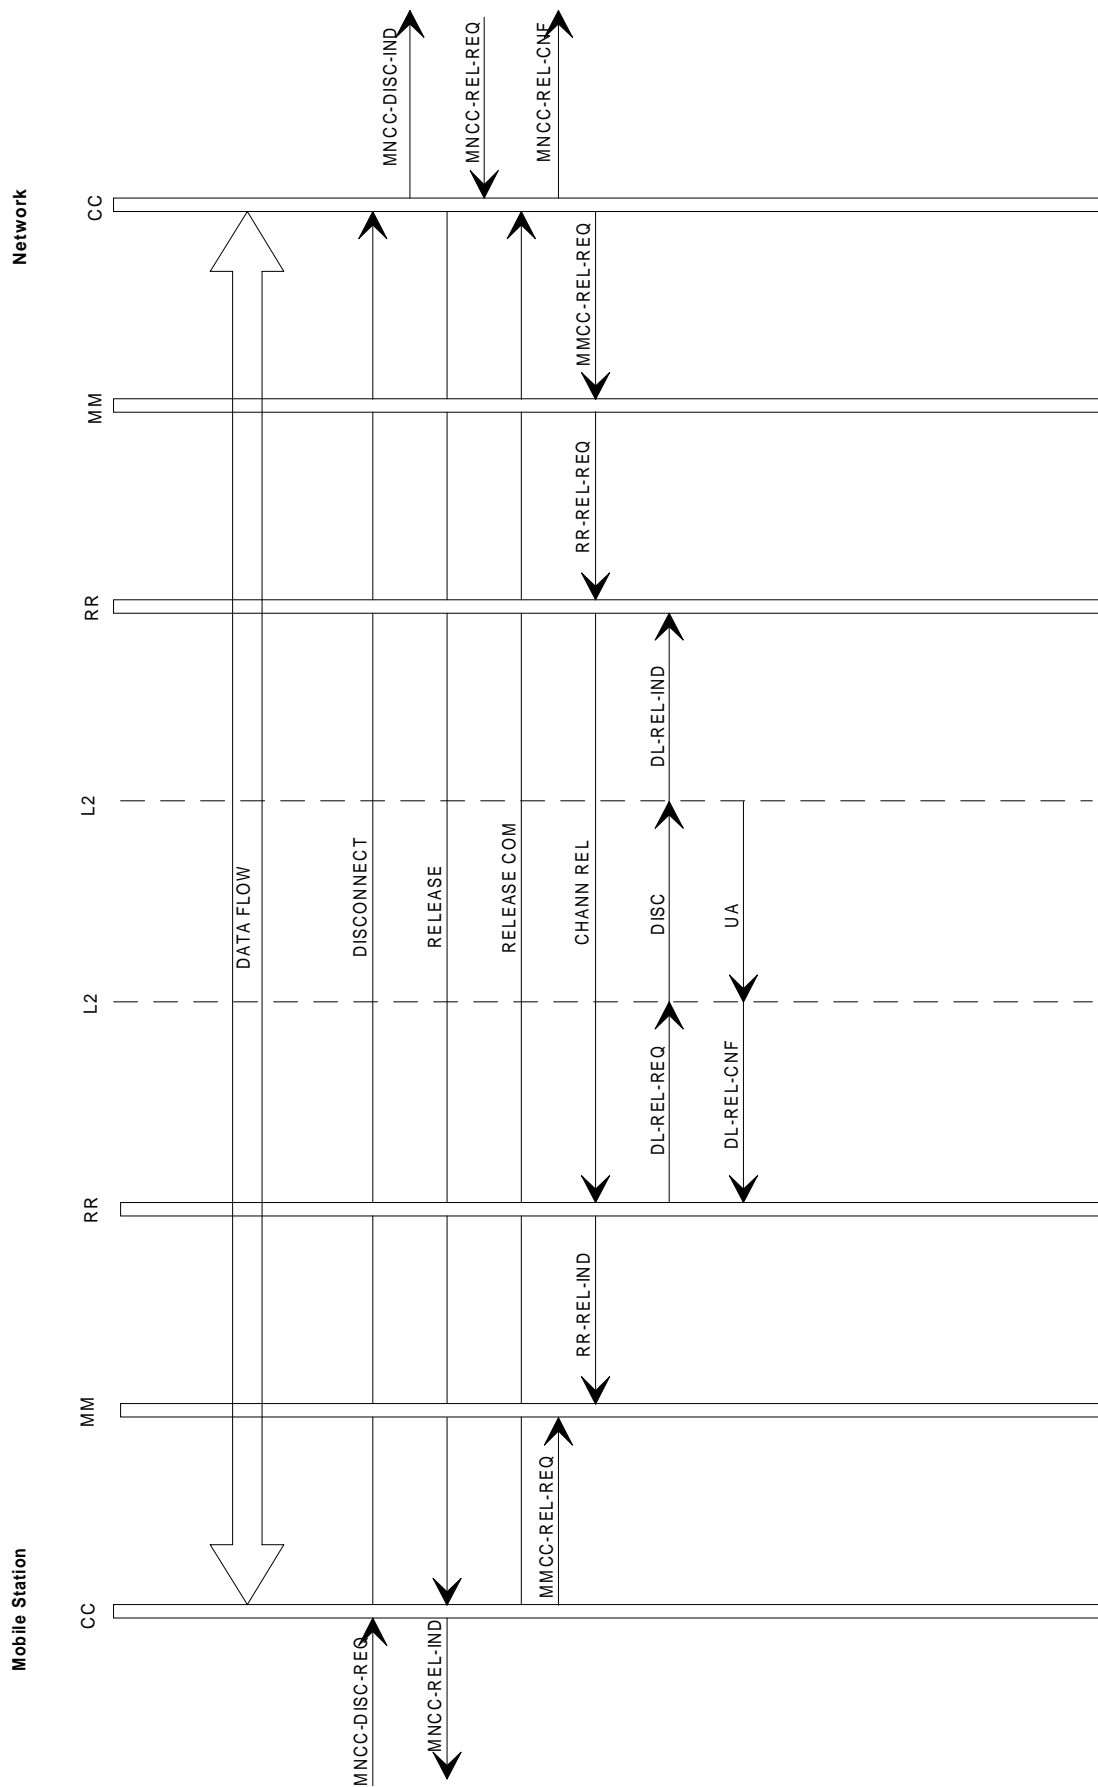 Mobile Station
Network
CC
MM
RR
L2
L2
RR
MM
CC
DATA FLOW
MNCC-DISC-REQ
DISCONNECT
MNCC-DISC-IND
MNCC-REL-IND
RELEASE
MNCC-REL-REQ
RELEASE COM
MMCC-REL-REQ
MNCC-REL-CNF
RR-REL-IND
CHANN REL
RR-REL-REQ
MMCC-REL-REQ
DL-REL-REQ
DISC
DL-REL-IND
DL-REL-CNF
UA